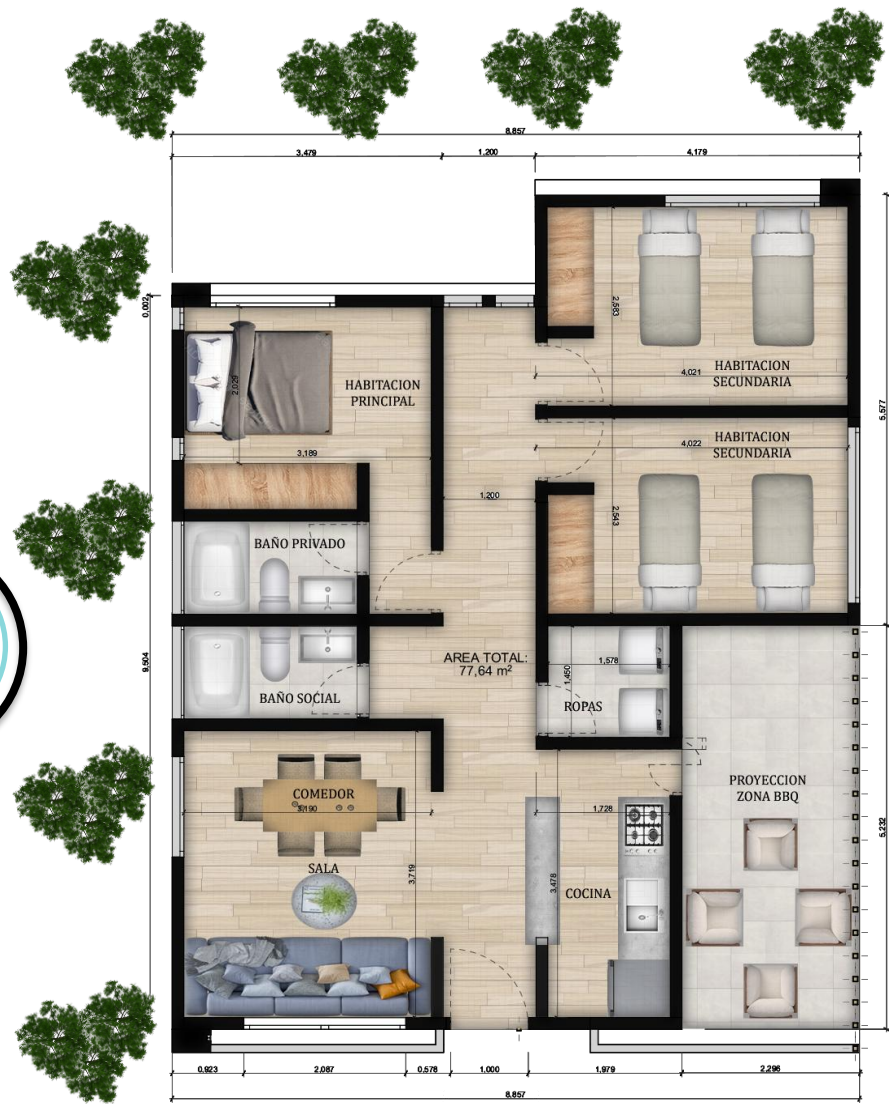 8.857
3.479
1.200
4.179
0,002
2,583
5,577
HABITACION
SECUNDARIA
4,021
HABITACION
PRINCIPAL
2,029
3,189
HABITACION
SECUNDARIA
4,022
1.200
2,543
BAÑO PRIVADO
9.504
AREA TOTAL:
77,64 m²
1,578
1,450
ROPAS
BAÑO SOCIAL
PROYECCION
ZONA BBQ
COMEDOR
3,190
1,728
5,232
SALA
3,719
3,478
COCINA
0,923
2,087
0,578
1,000
1,979
2,296
8.857